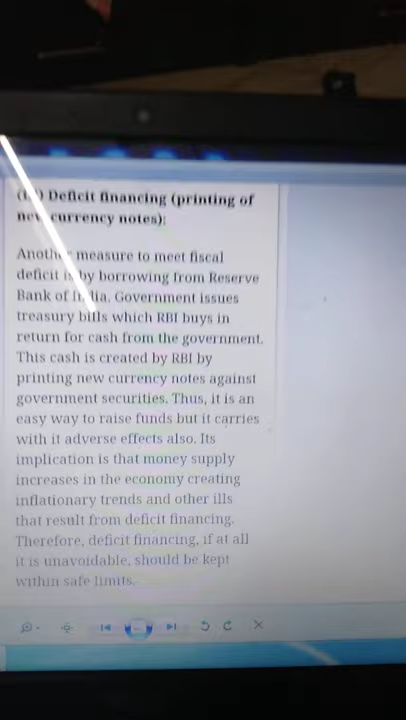 Deficit financing (printing of
new currency notes):
Another measure to meet fiscal
deficit is by borrowing from Reserve
Bank of India. Government issues
treasury bills which RBI buys in
return for cash from the government.
This cash is created by RBI by
printing new currency notes against
government securities. Thus, it is an
easy way to raise funds but it carries
with it adverse effects also. Its
implication is that money supply
increases in the economy creating
inflationary trends and other ills
that result from deficit financing.
Therefore, deficit financing, if at all
it is unavoidable, should be kept
within safe limits.